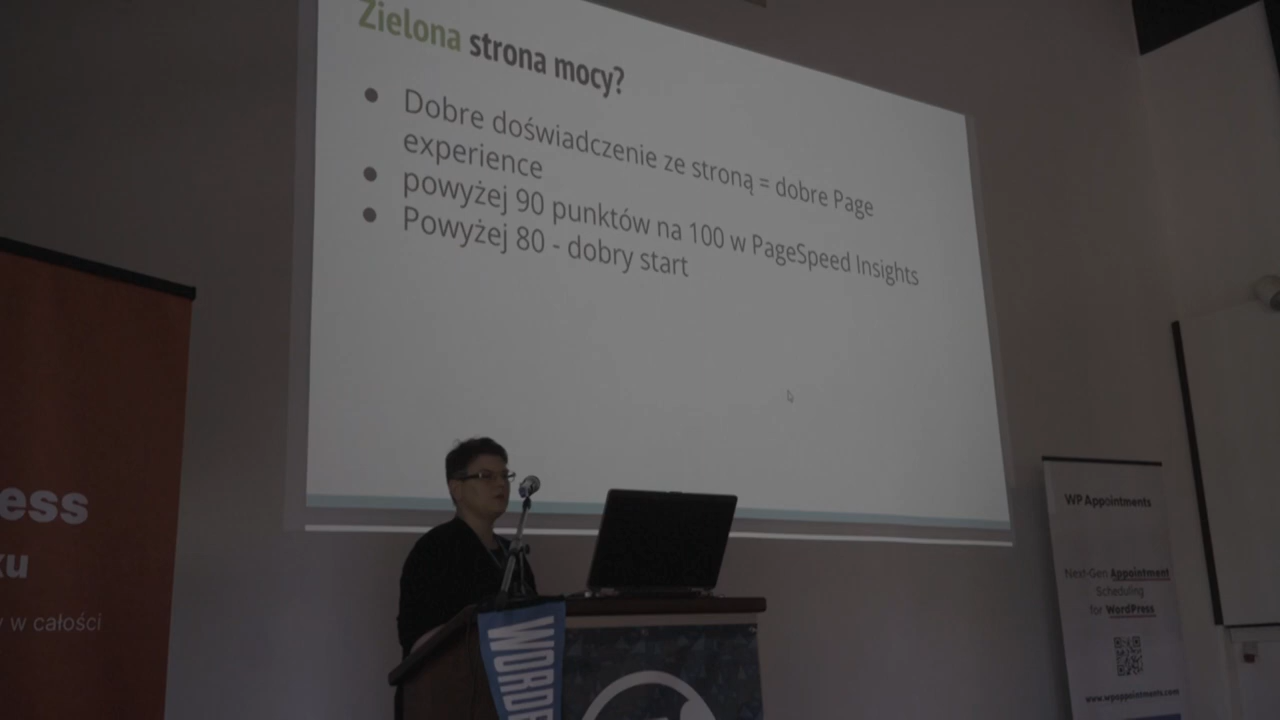 Zielona strona mocy?
Dobre doświadczenie ze stroną = dobre Page
experience
powyżej 90 punktów na 100 w PageSpeed Insights
Powyżej 80 - dobry start
ess
ku
w całości
WORDP
WP Appointments
Next-Gen Appointment
Scheduling
for WordPress
www.wpappointments.com